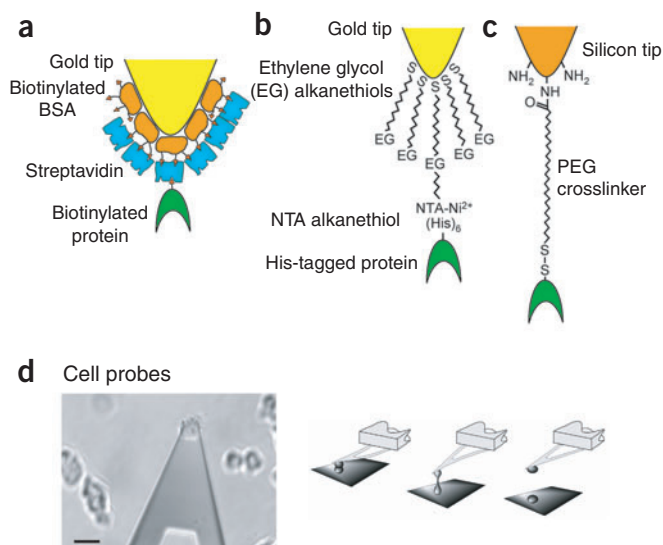 a
Gold tip
Biotinylated
BSA
Streptavidin
Biotinylated
protein
b
Gold tip
Ethylene glycol
(EG) alkanethiols
S
S
S
S
S
EG
EG
EG
EG
EG
NTA alkanethiol
NTA-Ni²⁺
(His)₆
His-tagged protein
c
Silicon tip
NH₂
NH₂
NH
O
PEG
crosslinker
S
S
d Cell probes